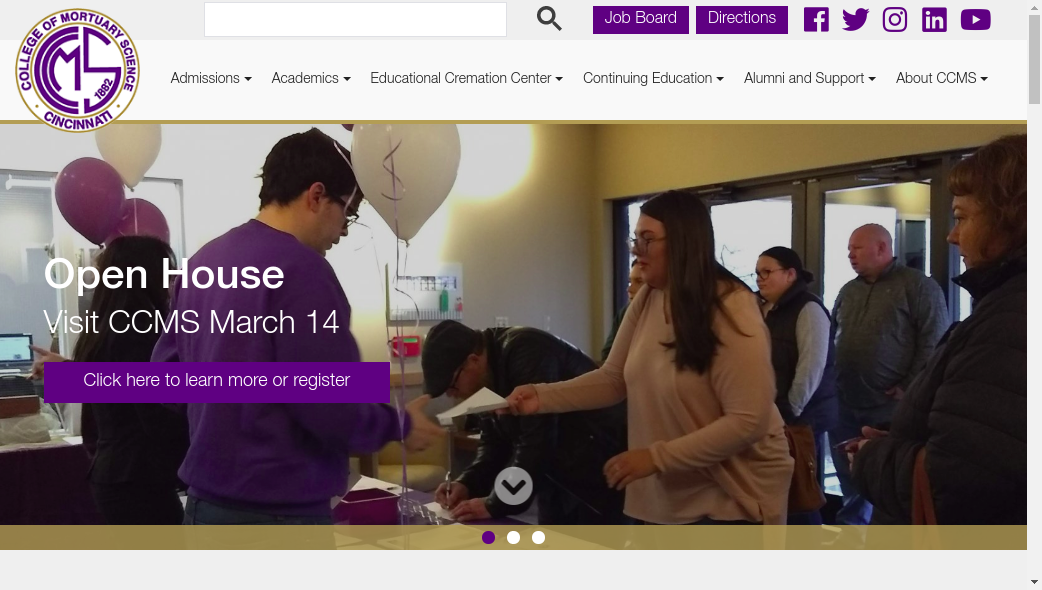 Job Board
Directions
COLLEGE OF MORTUARY SCIENCE
CCMS
1882
CINCINNATI
Admissions
Academics
Educational Cremation Center
Continuing Education
Alumni and Support
About CCMS
Open House
Visit CCMS March 14
Click here to learn more or register